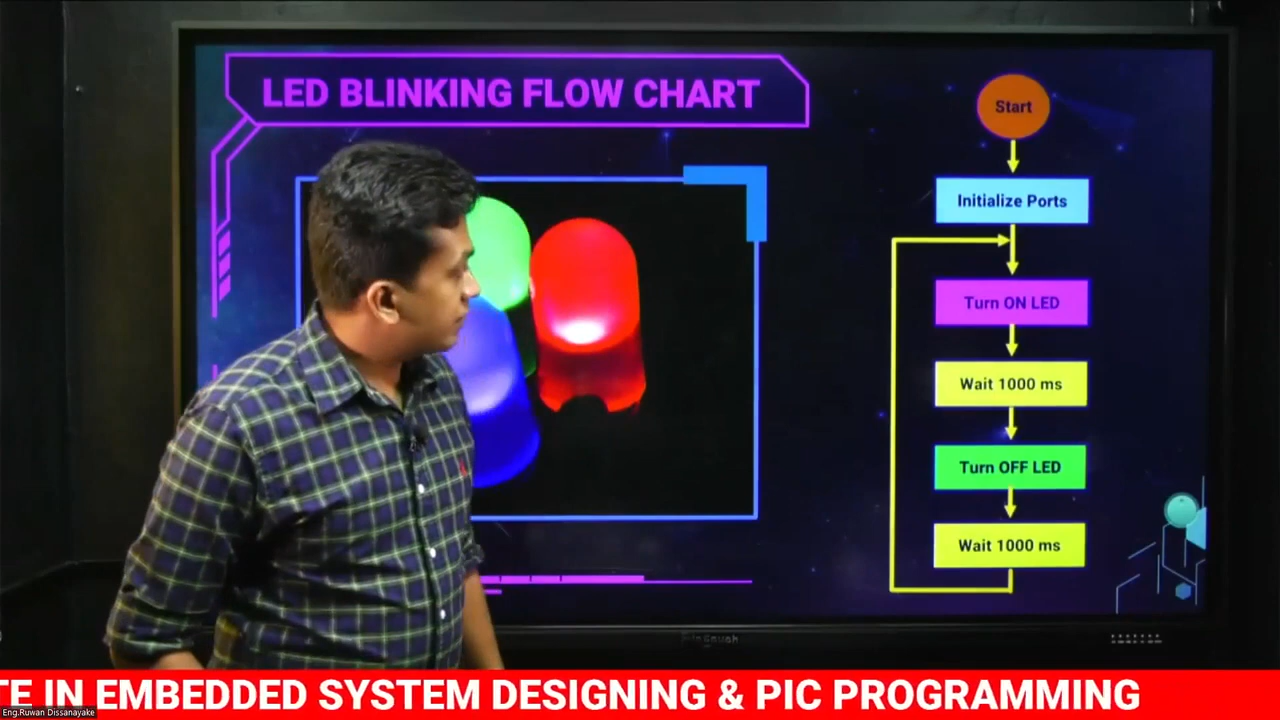 LED BLINKING FLOW CHART
Start
Initialize Ports
Turn ON LED
Wait 1000 ms
Turn OFF LED
Wait 1000 ms
TE IN EMBEDDED SYSTEM DESIGNING & PIC PROGRAMMING
Eng.Ruwan Dissanayake